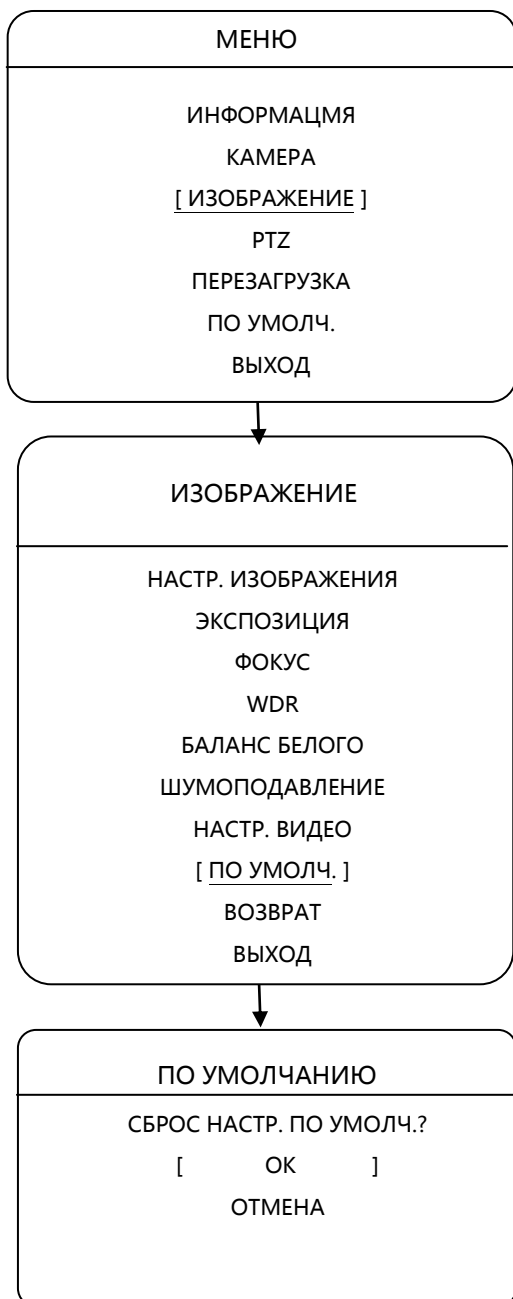 МЕНЮ
ИНФОРМАЦМЯ
КАМЕРА
[ ИЗОБРАЖЕНИЕ ]
PTZ
ПЕРЕЗАГРУЗКА
ПО УМОЛЧ.
ВЫХОД
ИЗОБРАЖЕНИЕ
НАСТР. ИЗОБРАЖЕНИЯ
ЭКСПОЗИЦИЯ
ФОКУС
WDR
БАЛАНС БЕЛОГО
ШУМОПОДАВЛЕНИЕ
НАСТР. ВИДЕО
[ ПО УМОЛЧ. ]
ВОЗВРАТ
ВЫХОД
ПО УМОЛЧАНИЮ
СБРОС НАСТР. ПО УМОЛЧ.?
[ ОК ]
ОТМЕНА